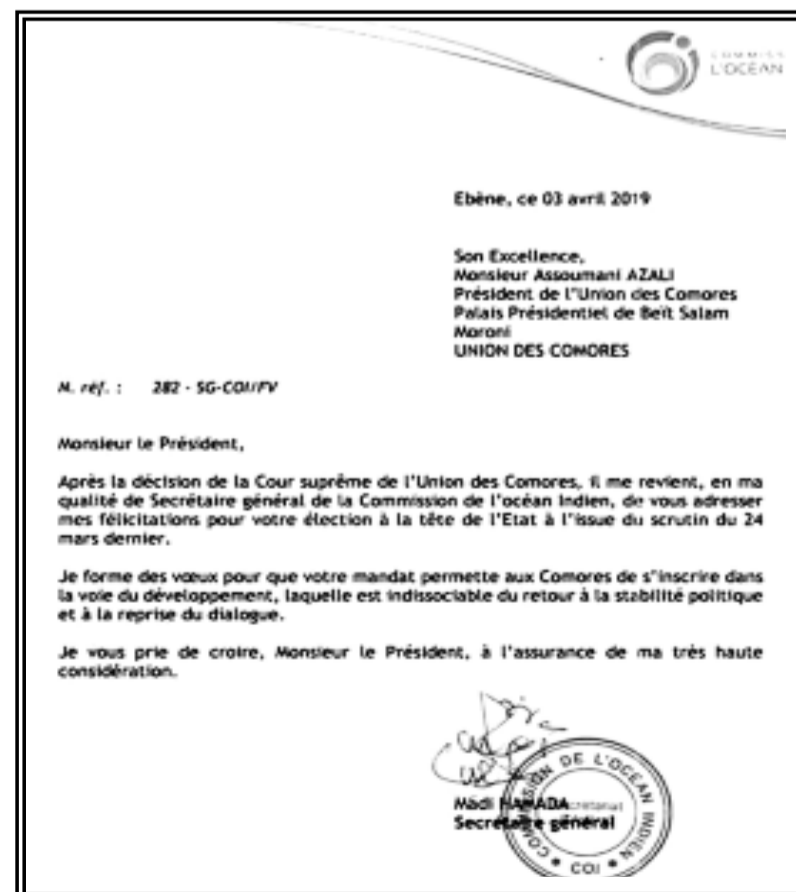 COMMISS
L'OCÉAN
Ebène, ce 03 avril 2019
Son Excellence,
Monsieur Assoumani AZALI
Président de l'Union des Comores
Palais Présidentiel de Beït Salam
Moroni
UNION DES COMORES
N. réf. : 282 - SG-COI/FV
Monsieur le Président,
Après la décision de la Cour suprême de l'Union des Comores, il me revient, en ma
qualité de Secrétaire général de la Commission de l'océan Indien, de vous adresser
mes félicitations pour votre élection à la tête de l'Etat à l'issue du scrutin du 24
mars dernier.
Je forme des vœux pour que votre mandat permette aux Comores de s'inscrire dans
la voie du développement, laquelle est indissociable du retour à la stabilité politique
et à la reprise du dialogue.
Je vous prie de croire, Monsieur le Président, à l'assurance de ma très haute
considération.
COMMISSION DE L'OCEAN INDIEN
Secrétariat
COI
Mādi HAMADA
Secrétaire général